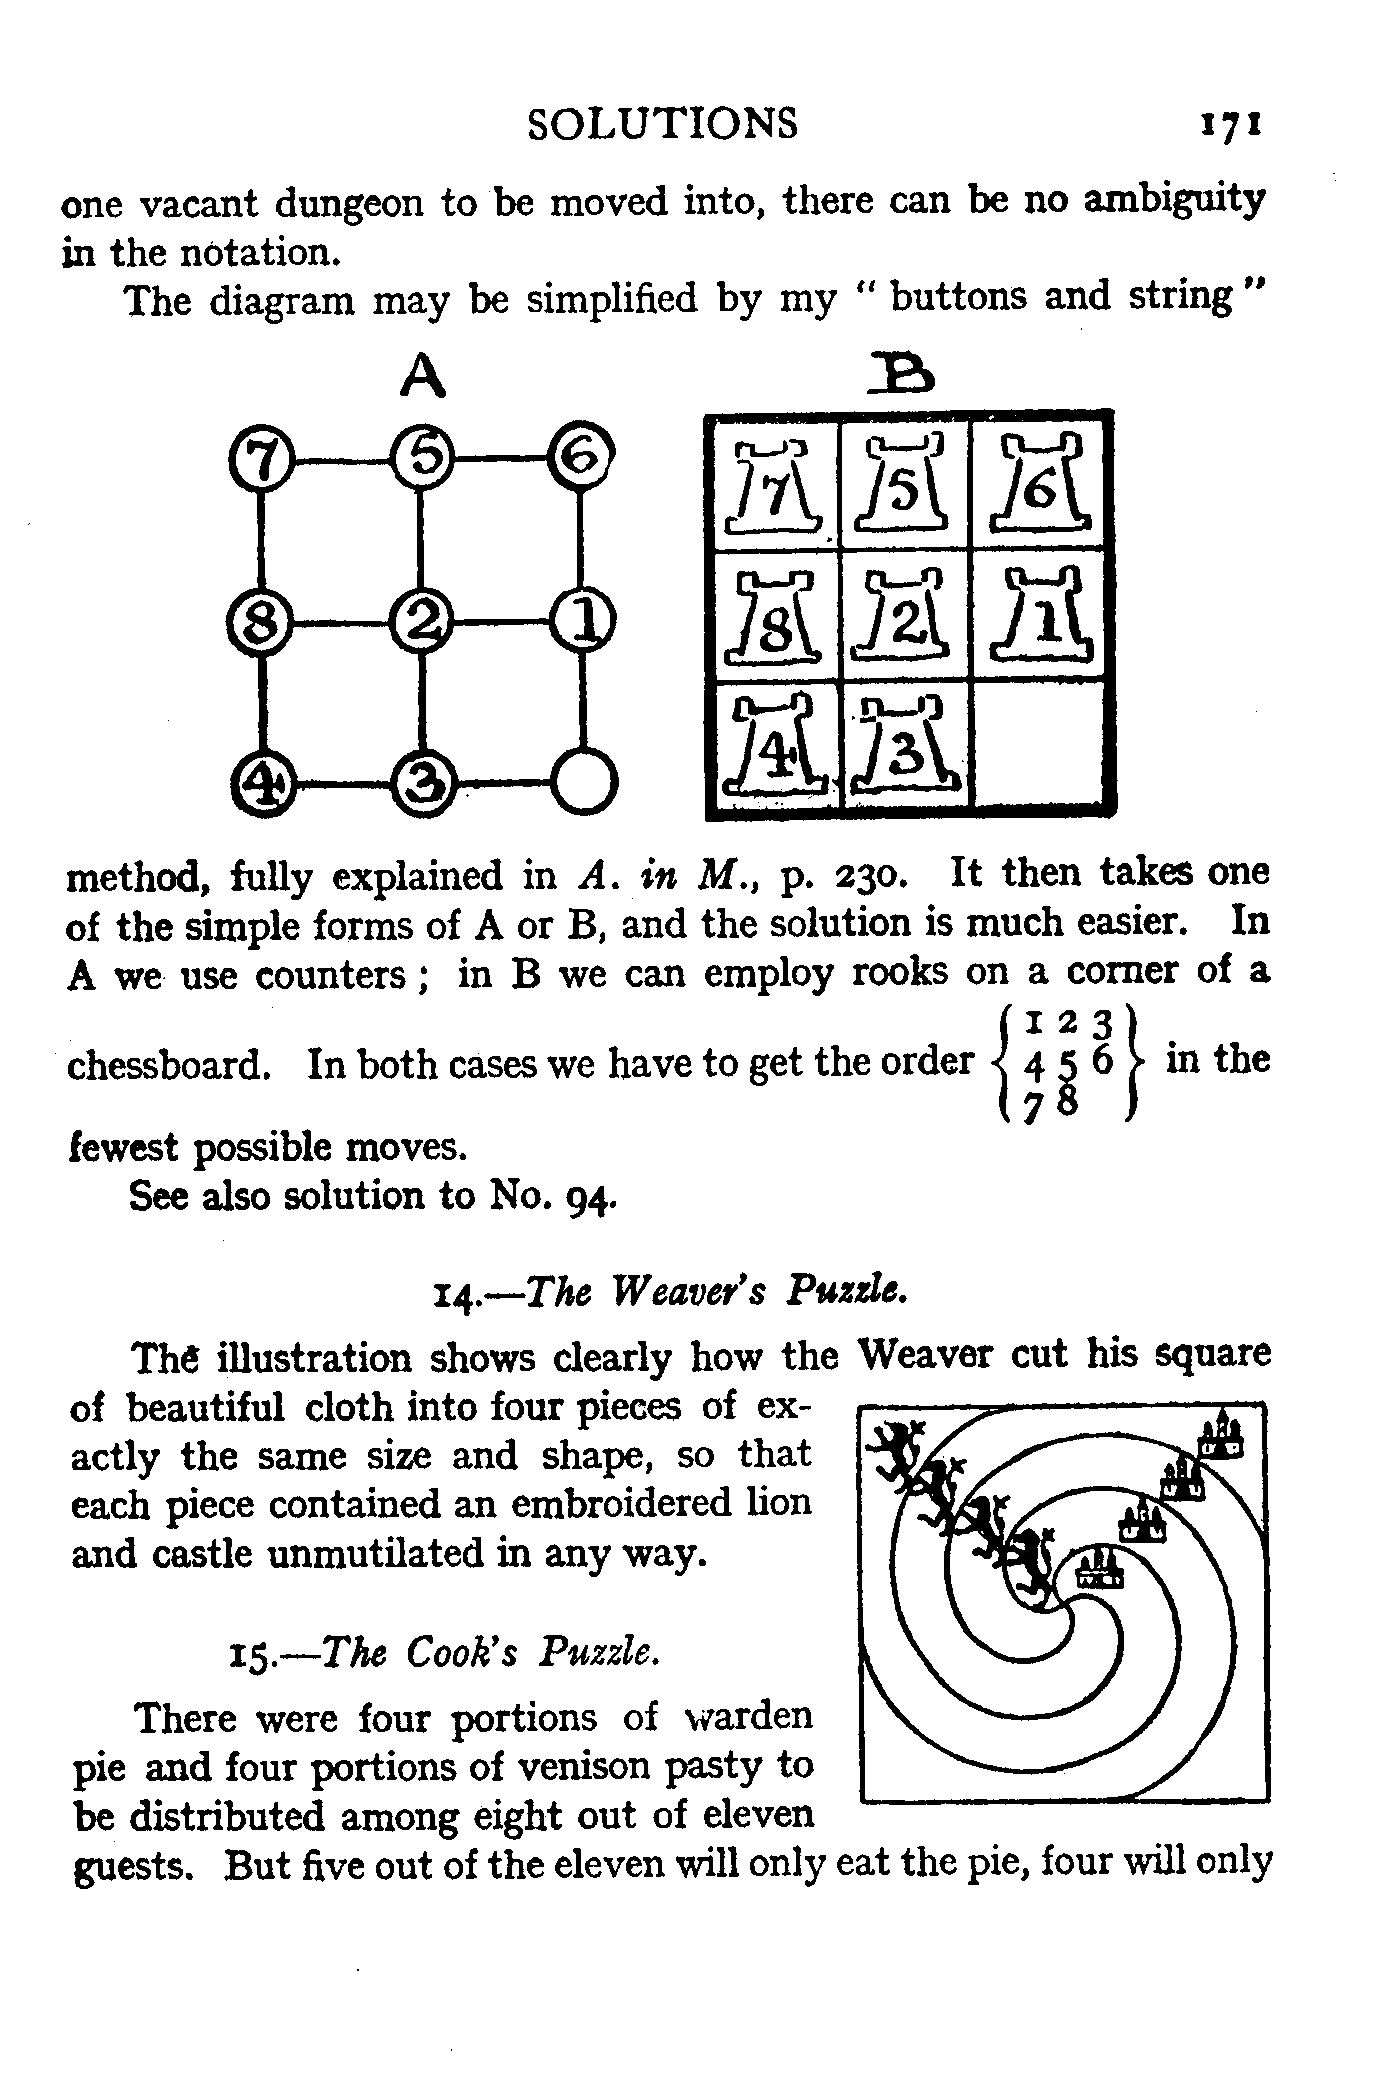 SOLUTIONS 171
one vacant dungeon to be moved into, there can be no ambiguity
in the notation.
The diagram may be simplified by my “ buttons and string ”
A B
7 5 6
8 2 1
4 3
7 5 6
8 2 1
4 3
method, fully explained in A. in M., p. 230. It then takes one
of the simple forms of A or B, and the solution is much easier. In
A we use counters ; in B we can employ rooks on a corner of a
1 2 3
chessboard. In both cases we have to get the order { 4 5 6 } in the
7 8
fewest possible moves.
See also solution to No. 94.
14.—The Weaver's Puzzle.
The illustration shows clearly how the Weaver cut his square
of beautiful cloth into four pieces of ex-
actly the same size and shape, so that
each piece contained an embroidered lion
and castle unmutilated in any way.
15.—The Cook's Puzzle.
There were four portions of warden
pie and four portions of venison pasty to
be distributed among eight out of eleven
guests. But five out of the eleven will only eat the pie, four will only